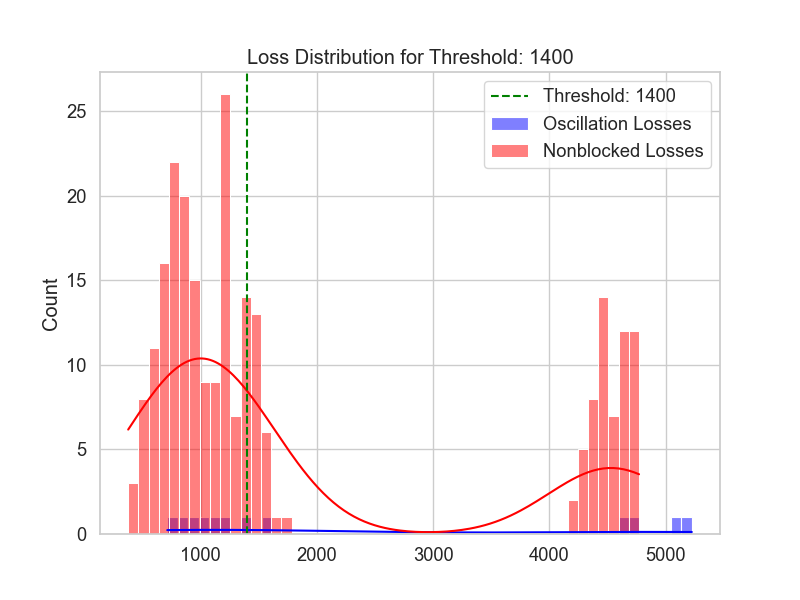 Loss Distribution for Threshold: 1400
Threshold: 1400
Oscillation Losses
Nonblocked Losses
Count
25
20
15
10
5
0
1000 2000 3000 4000 5000